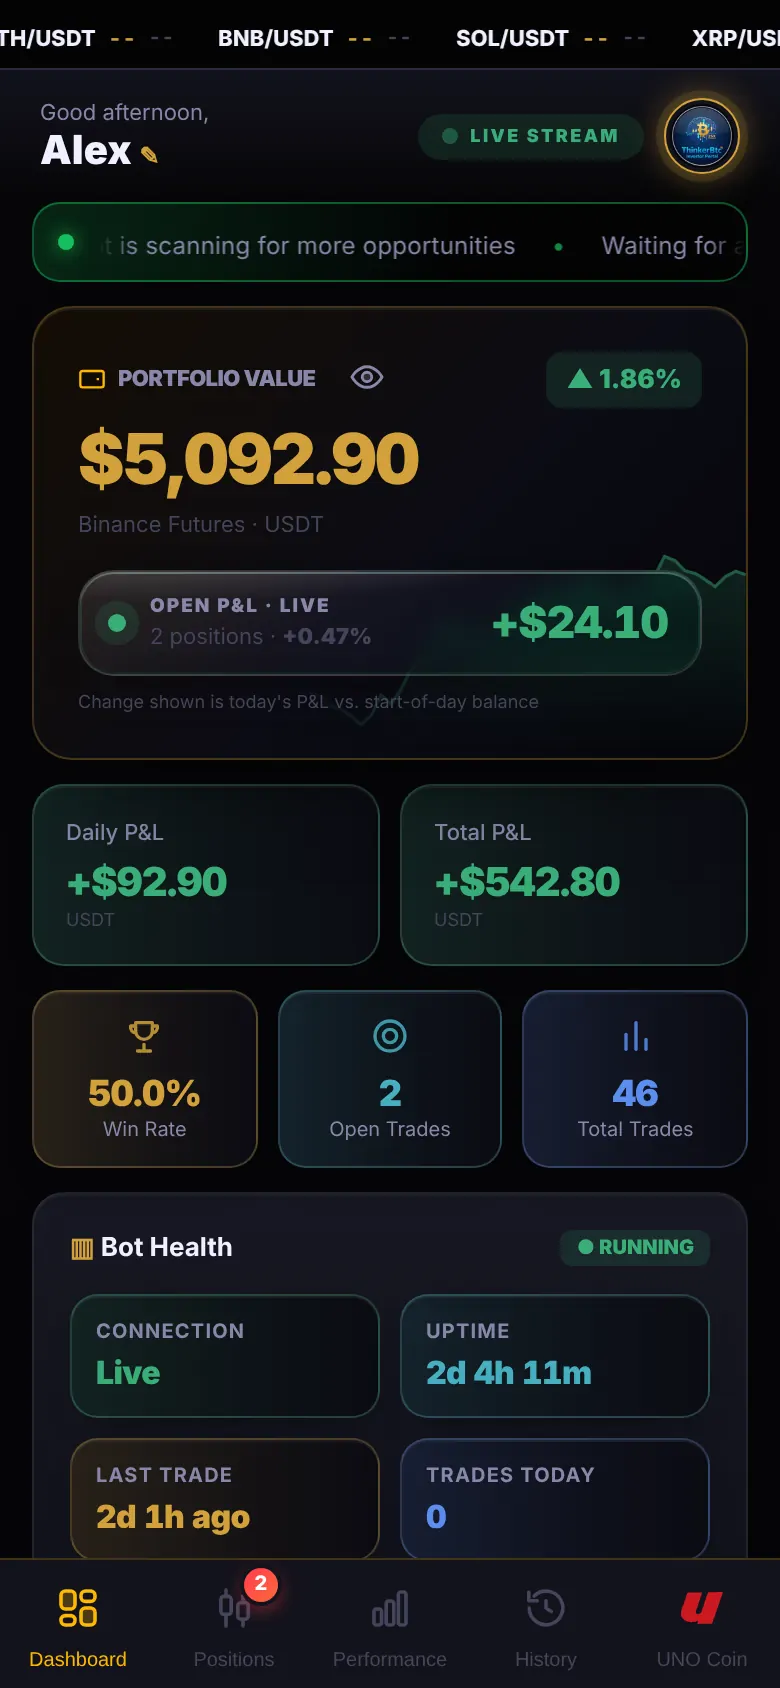 TH/USDT -- -- BNB/USDT -- -- SOL/USDT -- -- XRP/USD
Good afternoon,
Alex ✎
LIVE STREAM
ThinkerBtc
Investor Portal
t is scanning for more opportunities • Waiting for a
PORTFOLIO VALUE
▲ 1.86%
$5,092.90
Binance Futures · USDT
OPEN P&L · LIVE
2 positions · +0.47%
+$24.10
Change shown is today's P&L vs. start-of-day balance
Daily P&L
+$92.90
USDT
Total P&L
+$542.80
USDT
50.0%
Win Rate
2
Open Trades
46
Total Trades
Bot Health
RUNNING
CONNECTION
Live
UPTIME
2d 4h 11m
LAST TRADE
2d 1h ago
TRADES TODAY
0
Dashboard
2
Positions
Performance
History
UNO Coin